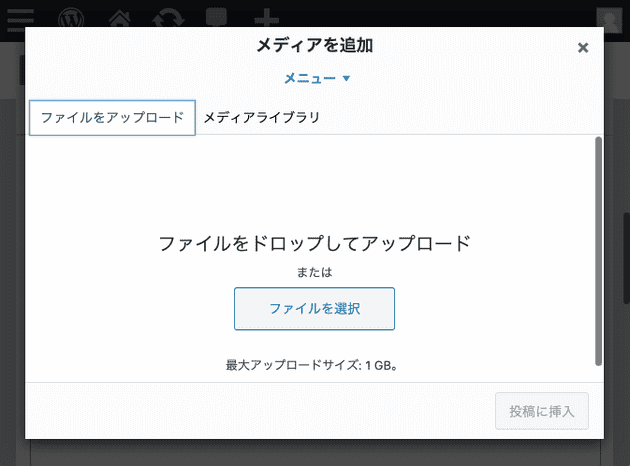 メディアを追加
メニュー
ファイルをアップロード
メディアライブラリ
ファイルをドロップしてアップロード
または
ファイルを選択
最大アップロードサイズ: 1 GB。
投稿に挿入